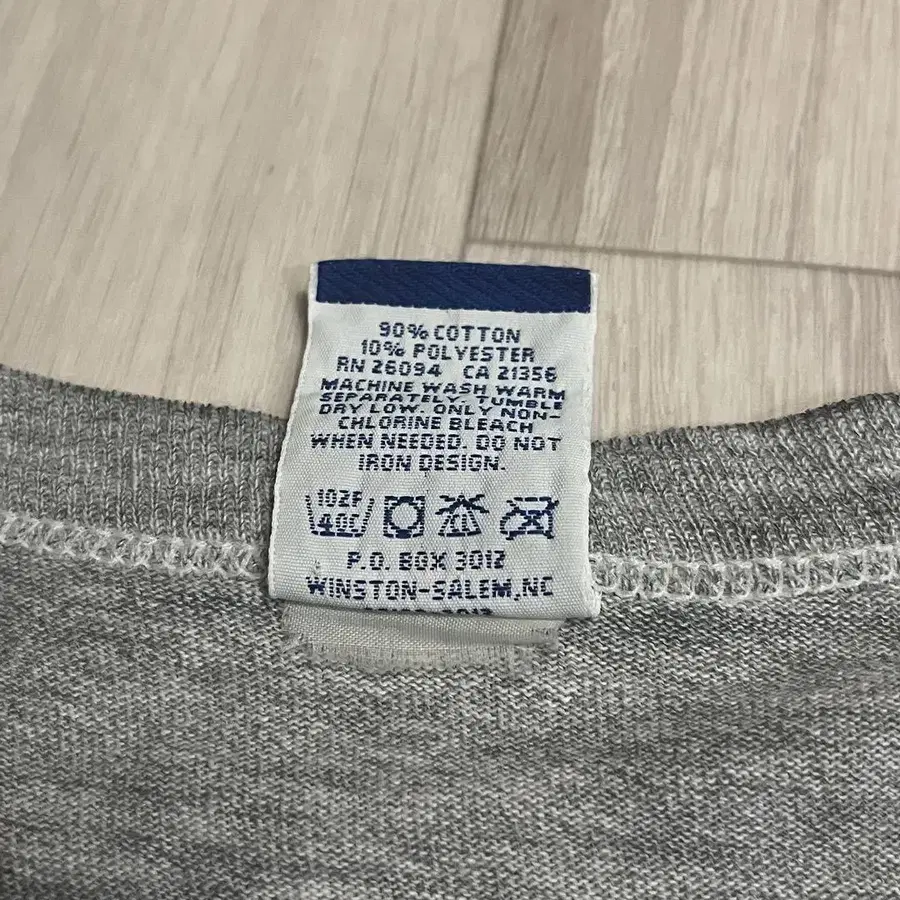 90% COTTON
10% POLYESTER
RN 26094 CA 21356
MACHINE WASH WARM
SEPARATELY. TUMBLE
DRY LOW. ONLY NON-
CHLORINE BLEACH
WHEN NEEDED. DO NOT
IRON DESIGN.
102F
40C
P.O. BOX 3012
WINSTON-SALEM, NC